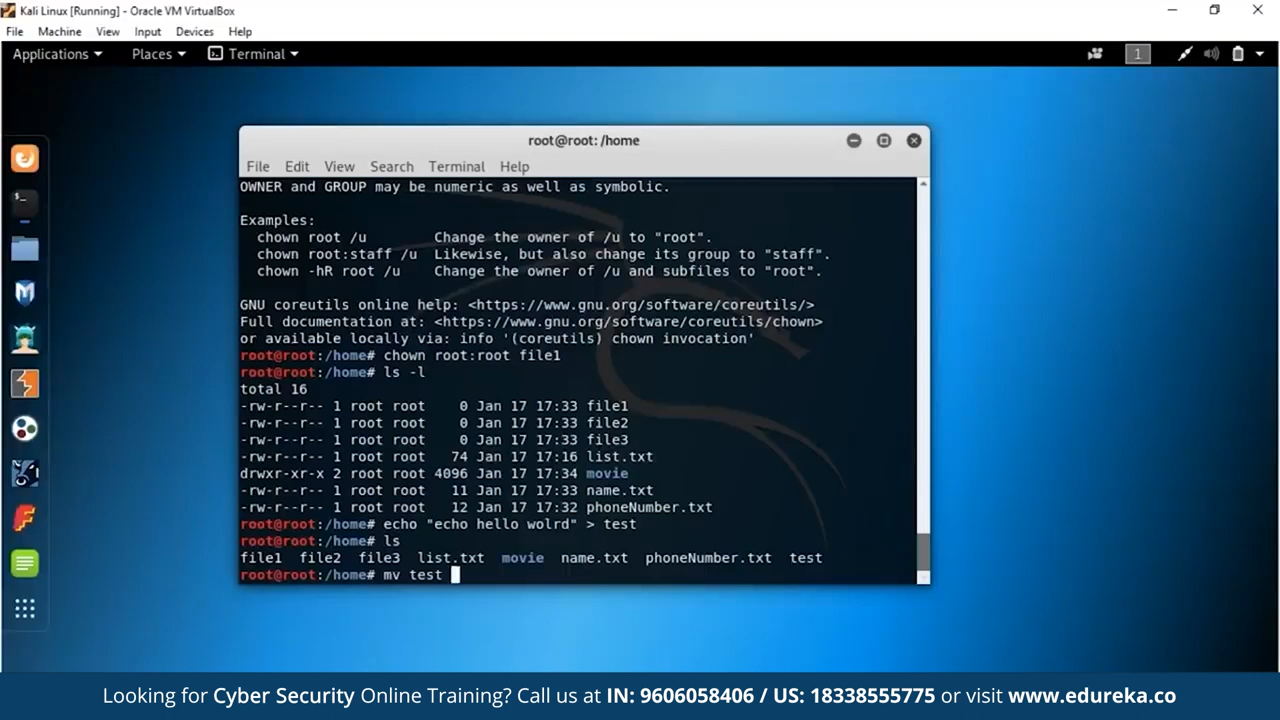 Kali Linux [Running] - Oracle VM VirtualBox
File Machine View Input Devices Help
Applications Places Terminal 1
root@root: /home
File Edit View Search Terminal Help
OWNER and GROUP may be numeric as well as symbolic.
Examples:
chown root /u Change the owner of /u to "root".
chown root:staff /u Likewise, but also change its group to "staff".
chown -hR root /u Change the owner of /u and subfiles to "root".
GNU coreutils online help: <https://www.gnu.org/software/coreutils/>
Full documentation at: <https://www.gnu.org/software/coreutils/chown>
or available locally via: info '(coreutils) chown invocation'
root@root:/home# chown root:root file1
root@root:/home# ls -l
total 16
-rw-r--r-- 1 root root 0 Jan 17 17:33 file1
-rw-r--r-- 1 root root 0 Jan 17 17:33 file2
-rw-r--r-- 1 root root 0 Jan 17 17:33 file3
-rw-r--r-- 1 root root 74 Jan 17 17:16 list.txt
drwxr-xr-x 2 root root 4096 Jan 17 17:34 movie
-rw-r--r-- 1 root root 11 Jan 17 17:33 name.txt
-rw-r--r-- 1 root root 12 Jan 17 17:32 phoneNumber.txt
root@root:/home# echo "echo hello wolrd" > test
root@root:/home# ls
file1 file2 file3 list.txt movie name.txt phoneNumber.txt test
root@root:/home# mv test
Looking for Cyber Security Online Training? Call us at IN: 9606058406 / US: 18338555775 or visit www.edureka.co